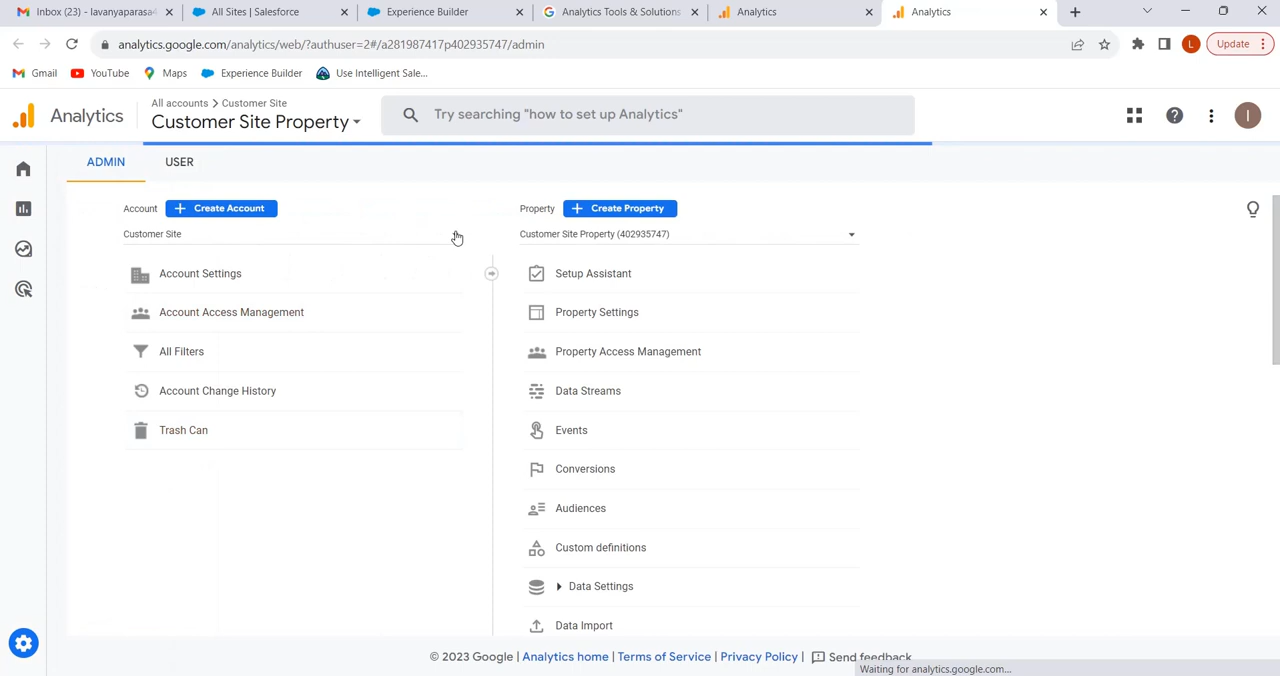 Inbox (23) - lavanyaparasa4
All Sites | Salesforce
Experience Builder
Analytics Tools & Solutions
Analytics
Analytics
analytics.google.com/analytics/web/?authuser=2#/a281987417p402935747/admin
L
Update
Gmail
YouTube
Maps
Experience Builder
Use Intelligent Sale...
Analytics
All accounts > Customer Site
Customer Site Property
Try searching "how to set up Analytics"
l
ADMIN
USER
Account
+ Create Account
Property
+ Create Property
Customer Site
Customer Site Property (402935747)
Account Settings
Setup Assistant
Account Access Management
Property Settings
All Filters
Property Access Management
Account Change History
Data Streams
Trash Can
Events
Conversions
Audiences
Custom definitions
Data Settings
Data Import
© 2023 Google | Analytics home | Terms of Service | Privacy Policy | Send feedback
Waiting for analytics.google.com...